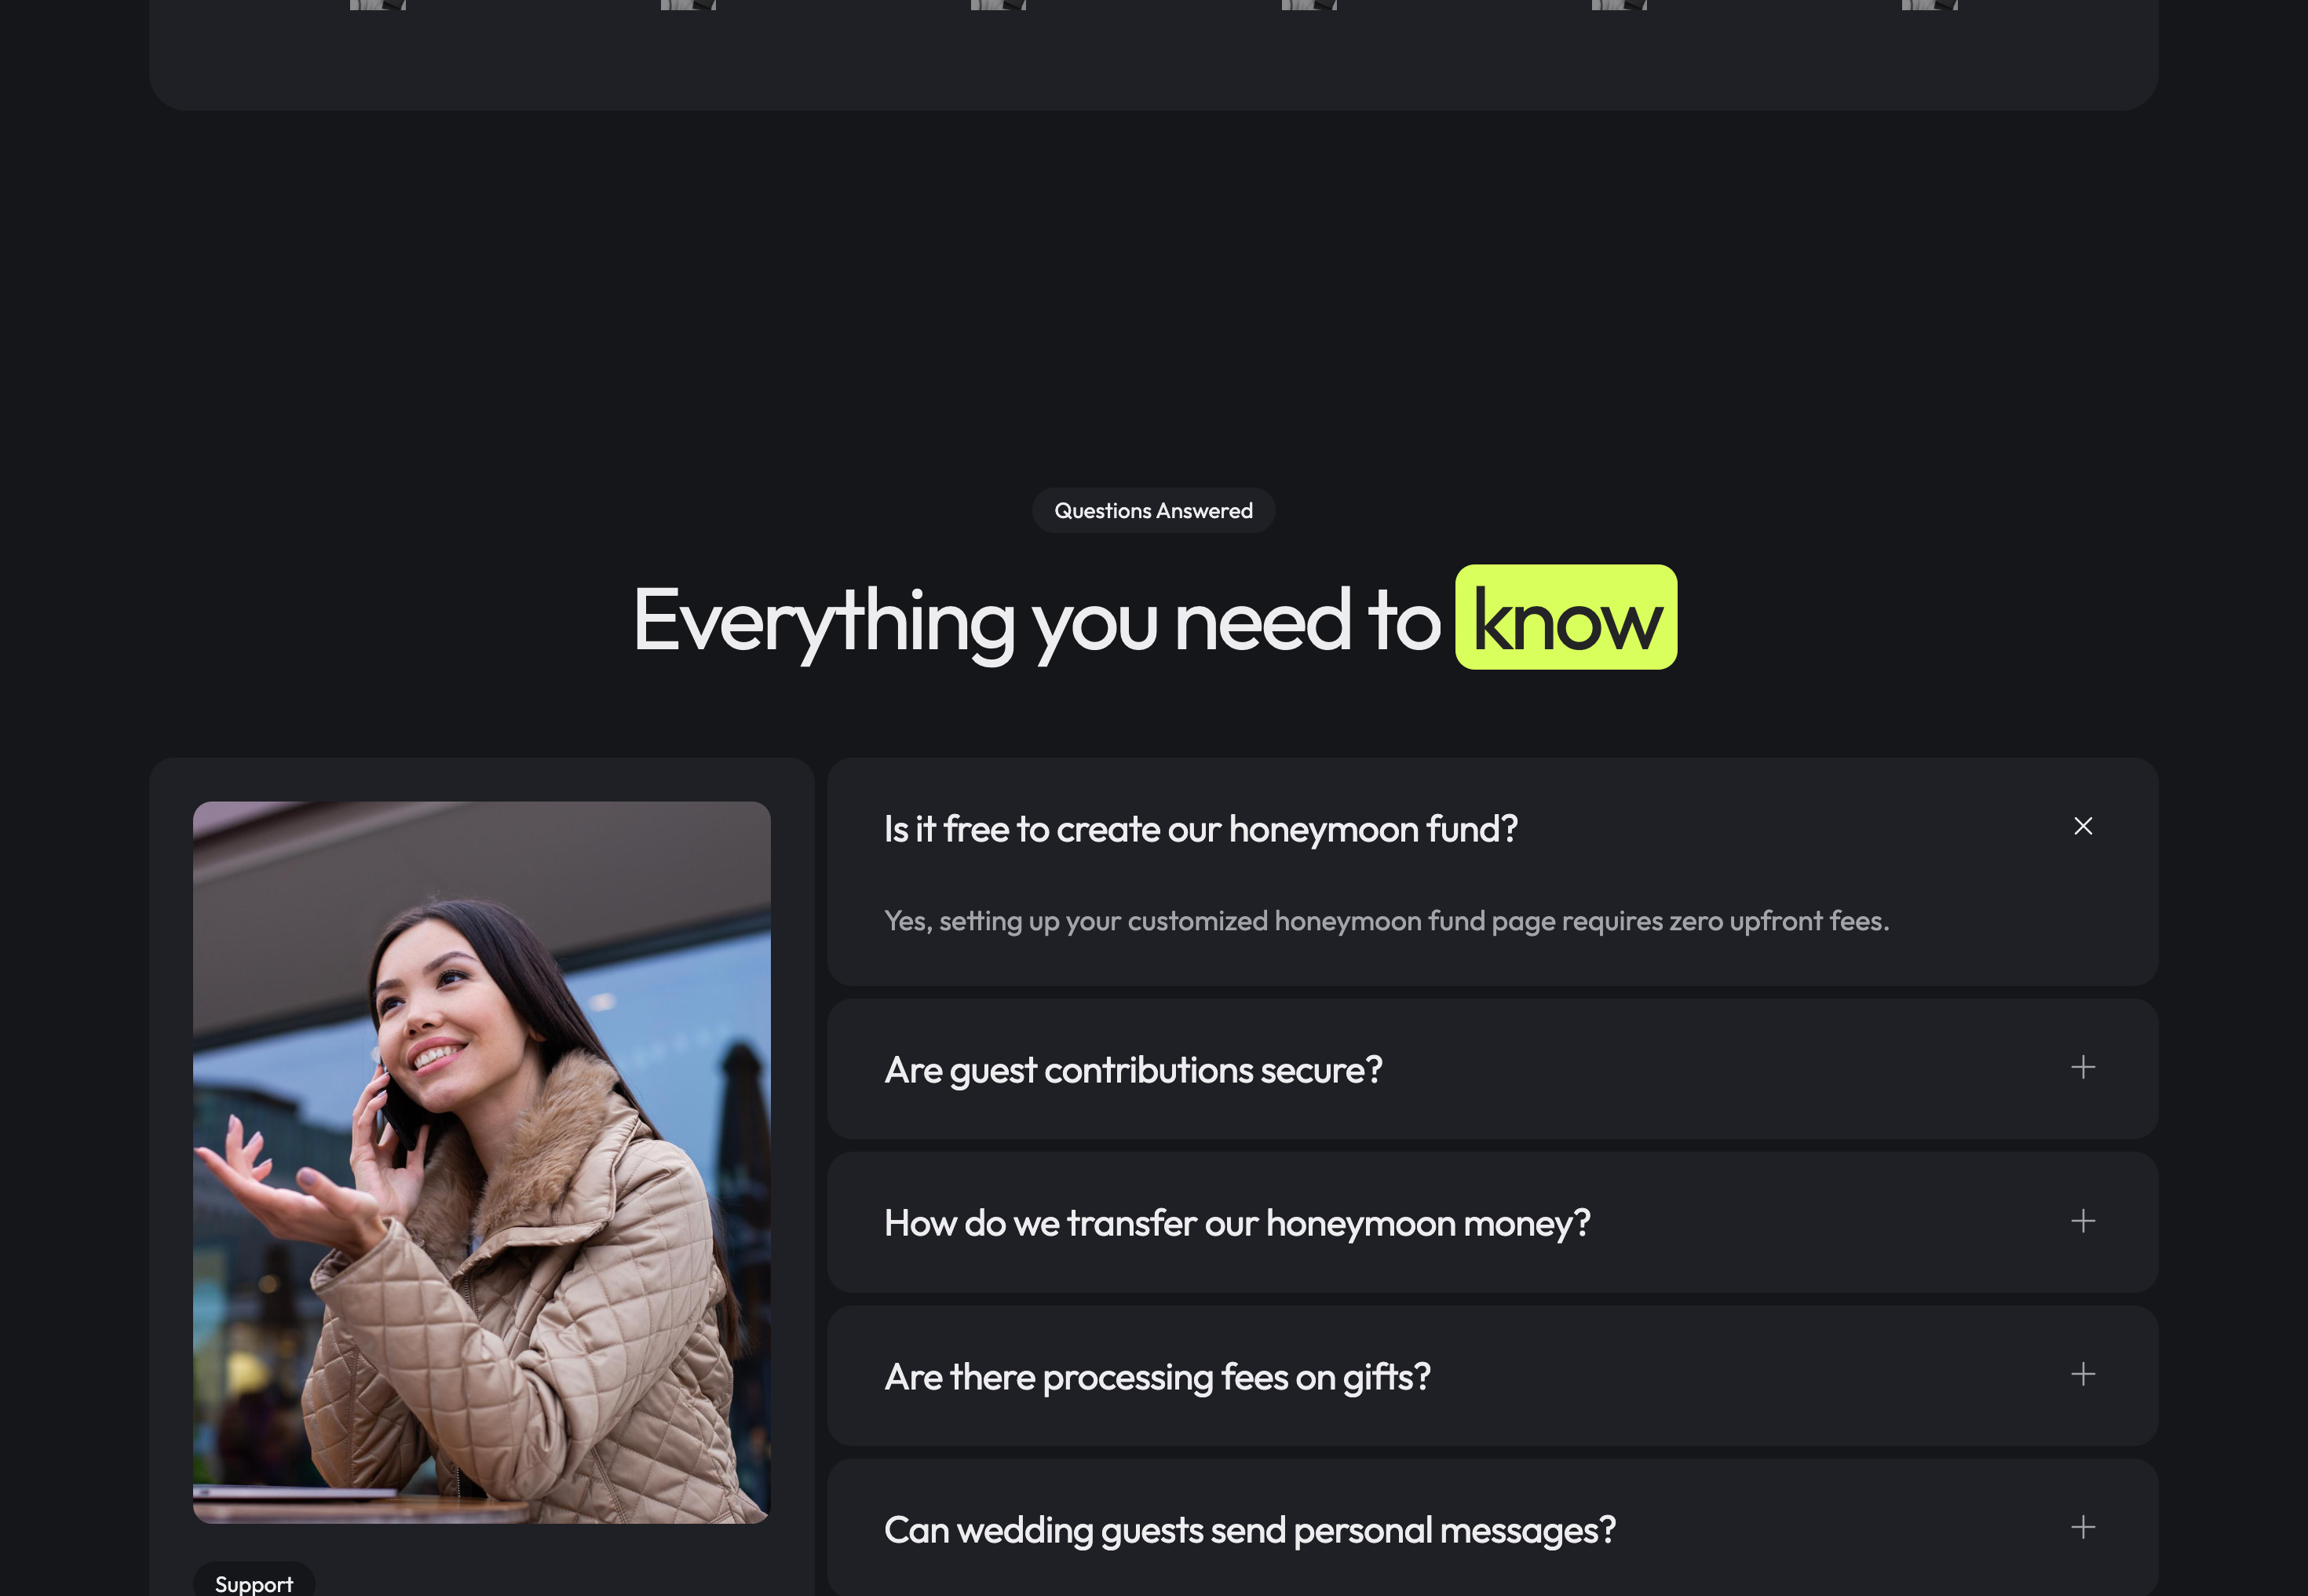 Questions Answered
Everything you need to know
Is it free to create our honeymoon fund?
Yes, setting up your customized honeymoon fund page requires zero upfront fees.
Are guest contributions secure?
How do we transfer our honeymoon money?
Are there processing fees on gifts?
Can wedding guests send personal messages?
Support